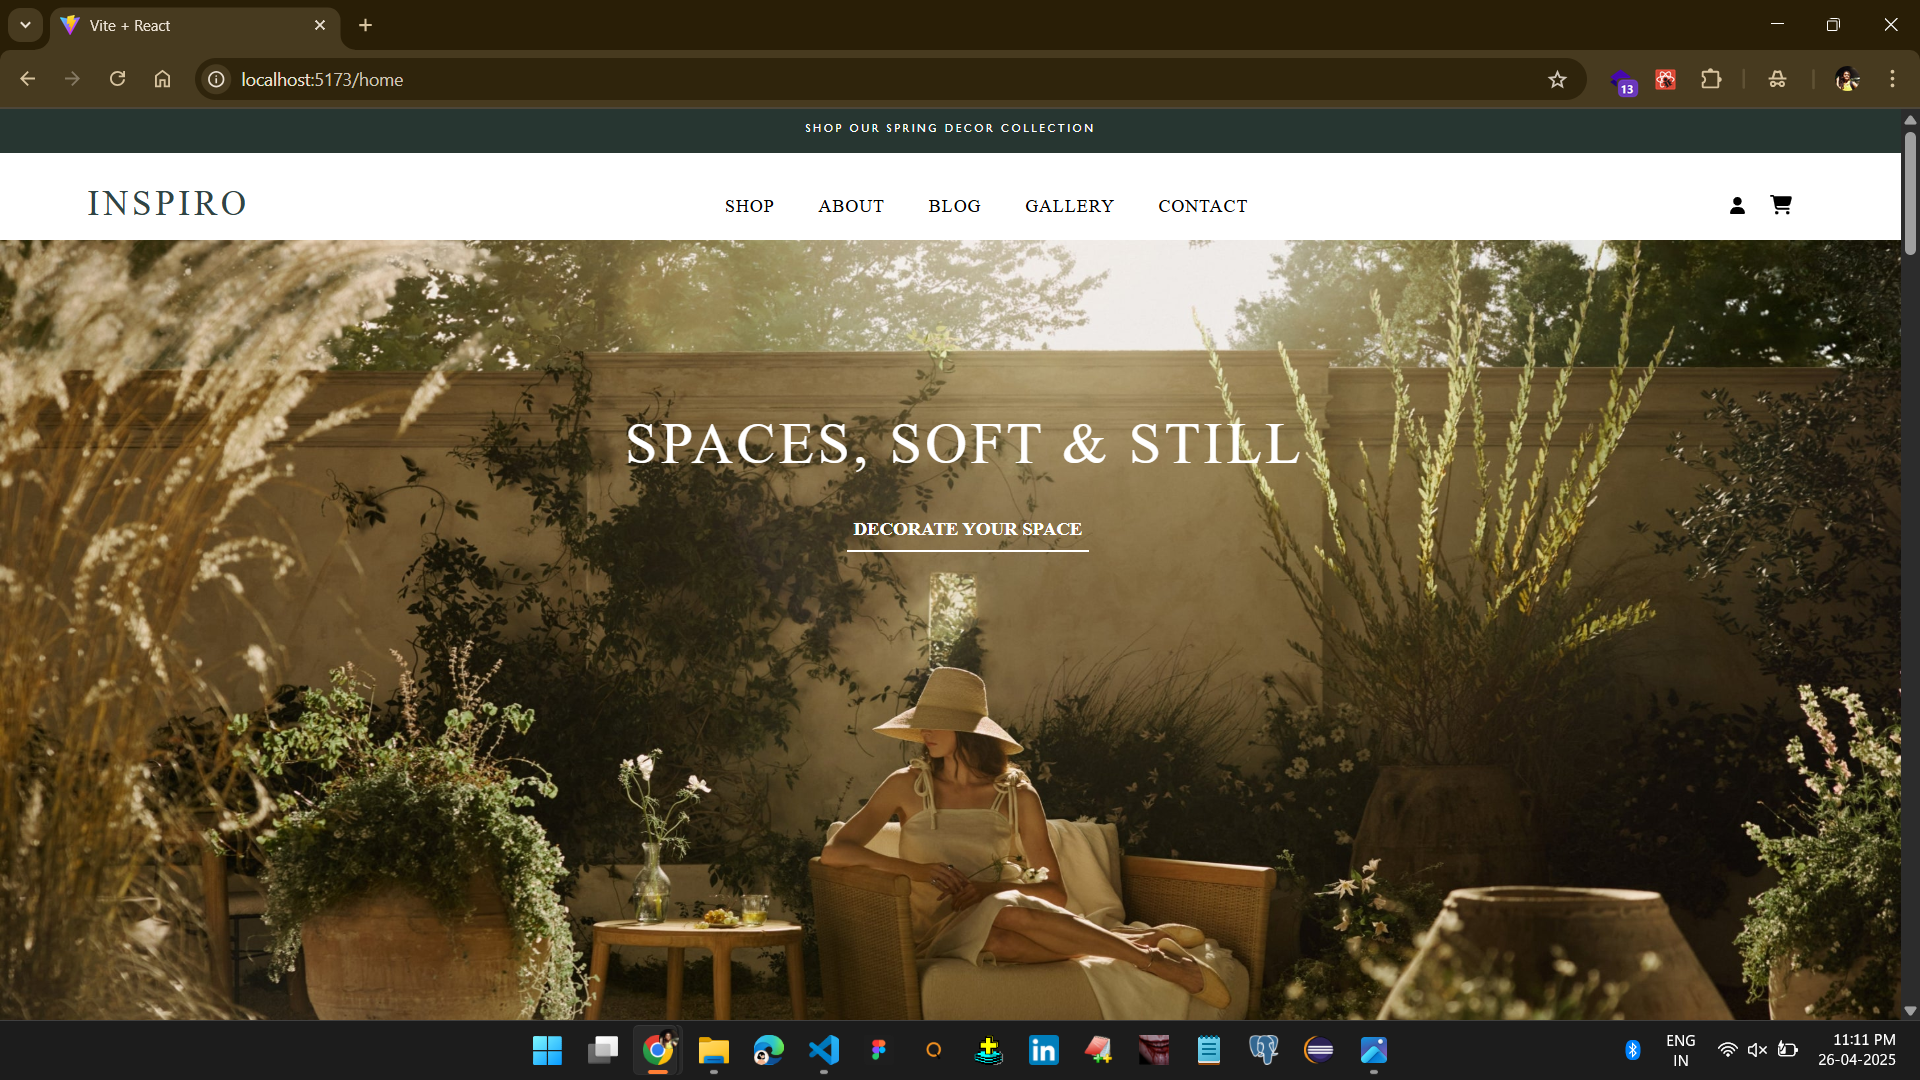 Vite + React
localhost:5173/home
13
SHOP OUR SPRING DECOR COLLECTION
INSPIRO
SHOP ABOUT BLOG GALLERY CONTACT
SPACES, SOFT & STILL
DECORATE YOUR SPACE
in
ENG
IN
11:11 PM
26-04-2025